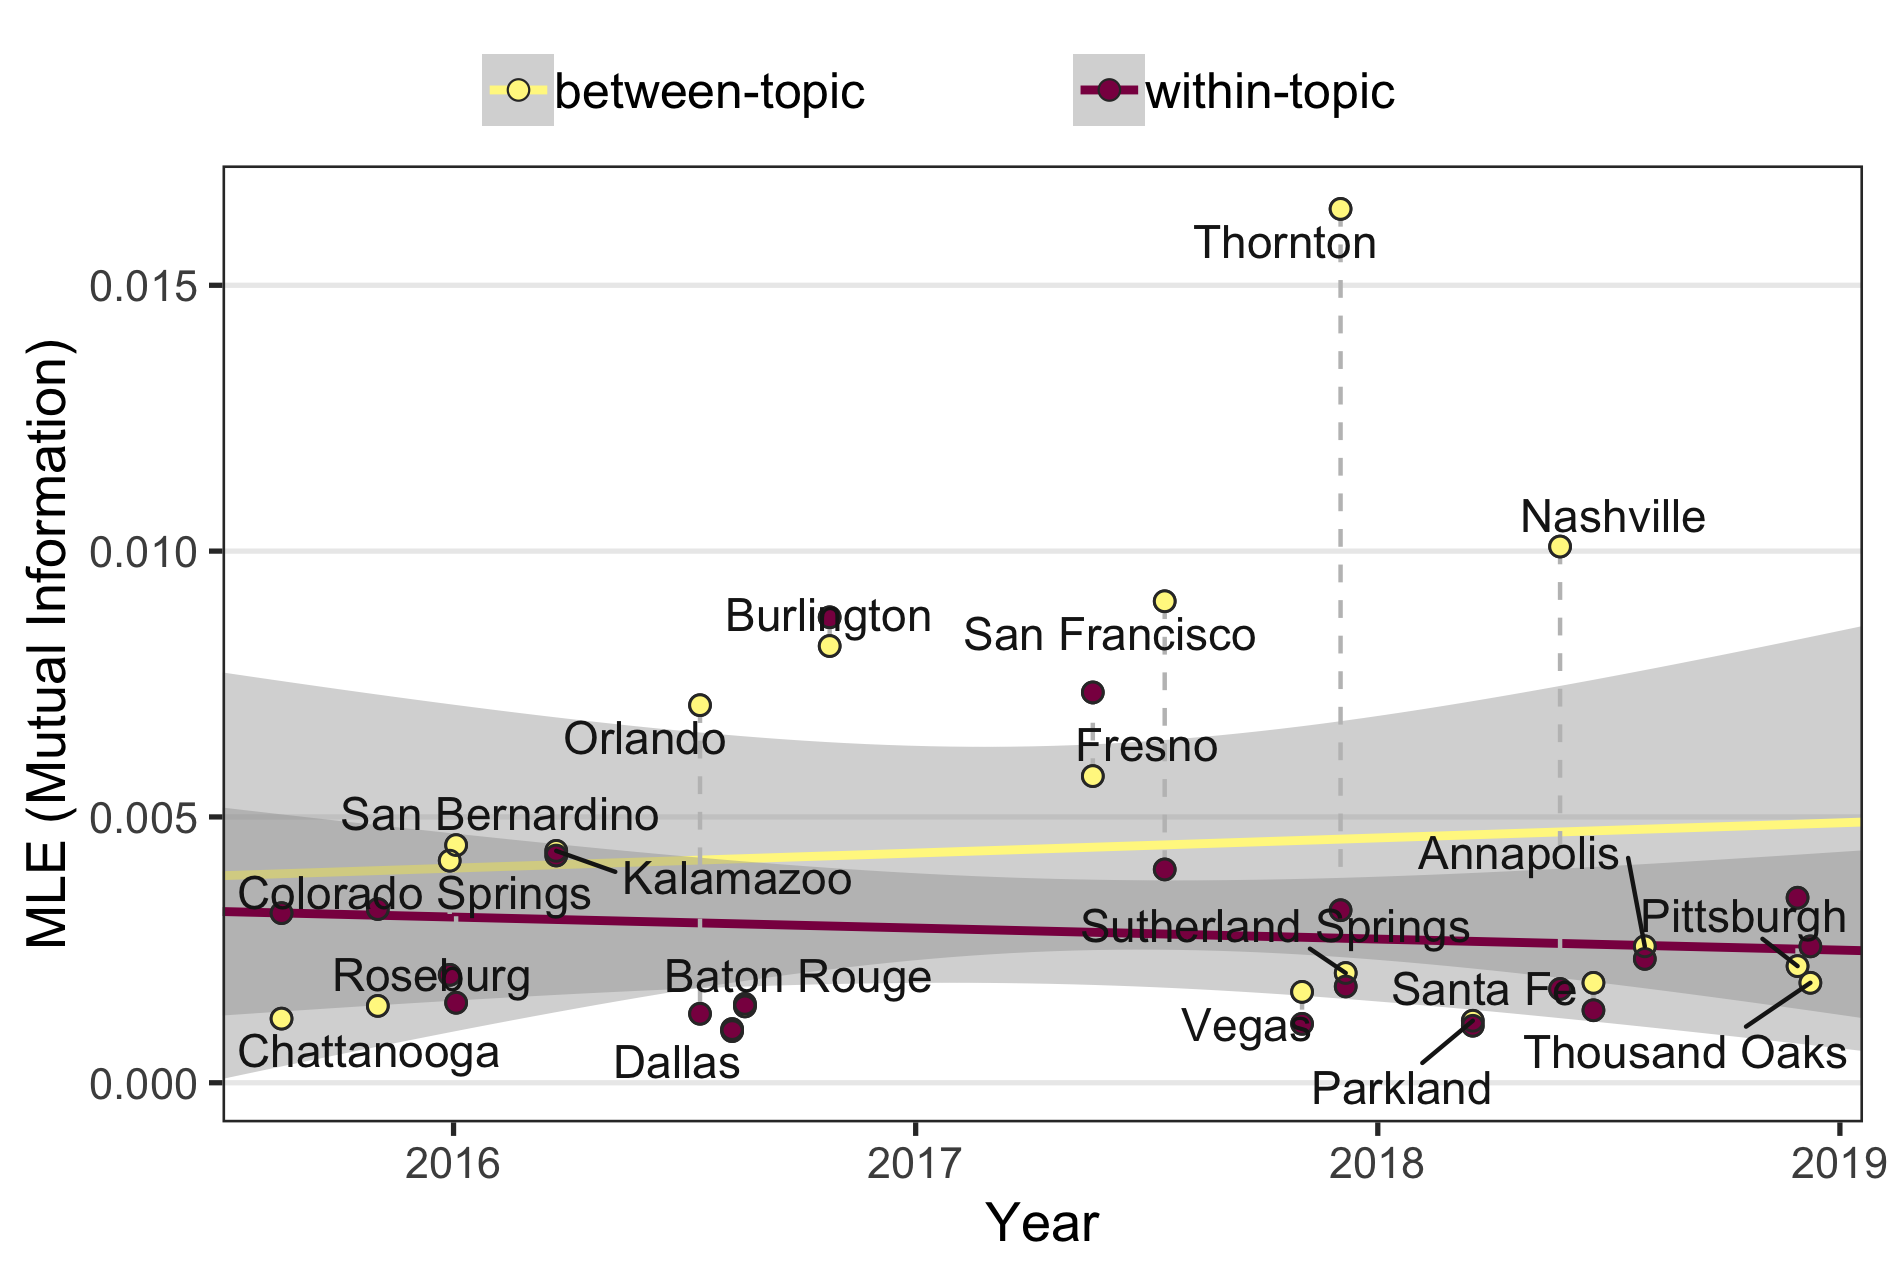 between-topic
within-topic
MLE (Mutual Information)
0.015
0.010
0.005
0.000
Thornton
Nashville
Burlington
San Francisco
Orlando
Fresno
San Bernardino
Kalamazoo
Annapolis
Colorado Springs
Sutherland Springs
Pittsburgh
Roseburg
Baton Rouge
Santa Fe
Vegas
Chattanooga
Dallas
Thousand Oaks
Parkland
2016
2017
2018
2019
Year